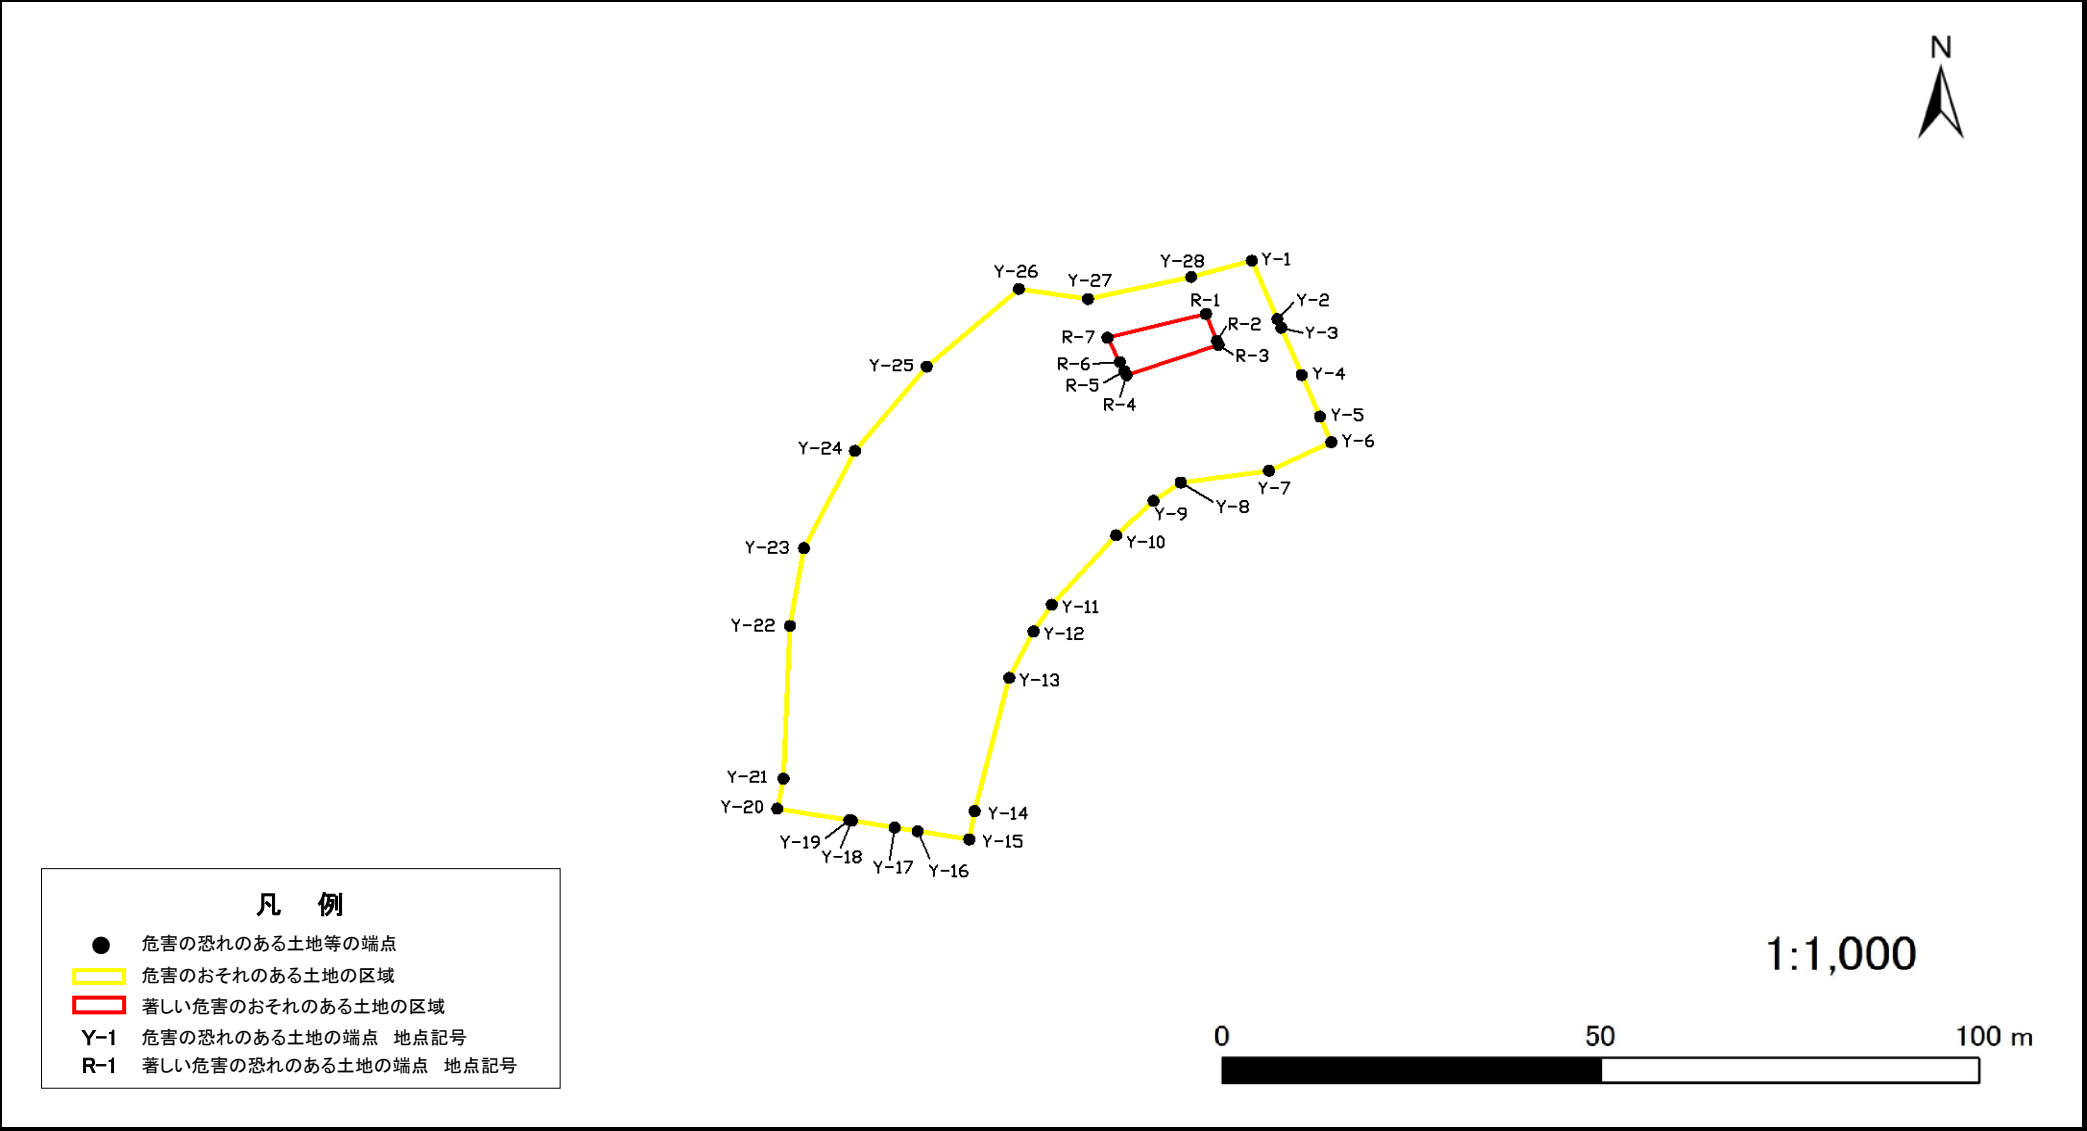 N
Y-1
Y-28
Y-26
Y-27
R-1
Y-2
R-2
Y-3
R-7
R-3
R-6
Y-25
Y-4
R-5
R-4
Y-5
Y-6
Y-24
Y-7
Y-8
Y-9
Y-10
Y-23
Y-11
Y-22
Y-12
Y-13
Y-21
Y-20
Y-14
Y-19
Y-15
Y-18
Y-17
Y-16
凡 例
危害の恐れのある土地等の端点
危害のおそれのある土地の区域
著しい危害のおそれのある土地の区域
Y-1 危害の恐れのある土地の端点 地点記号
R-1 著しい危害の恐れのある土地の端点 地点記号
1:1,000
0 50 100 m